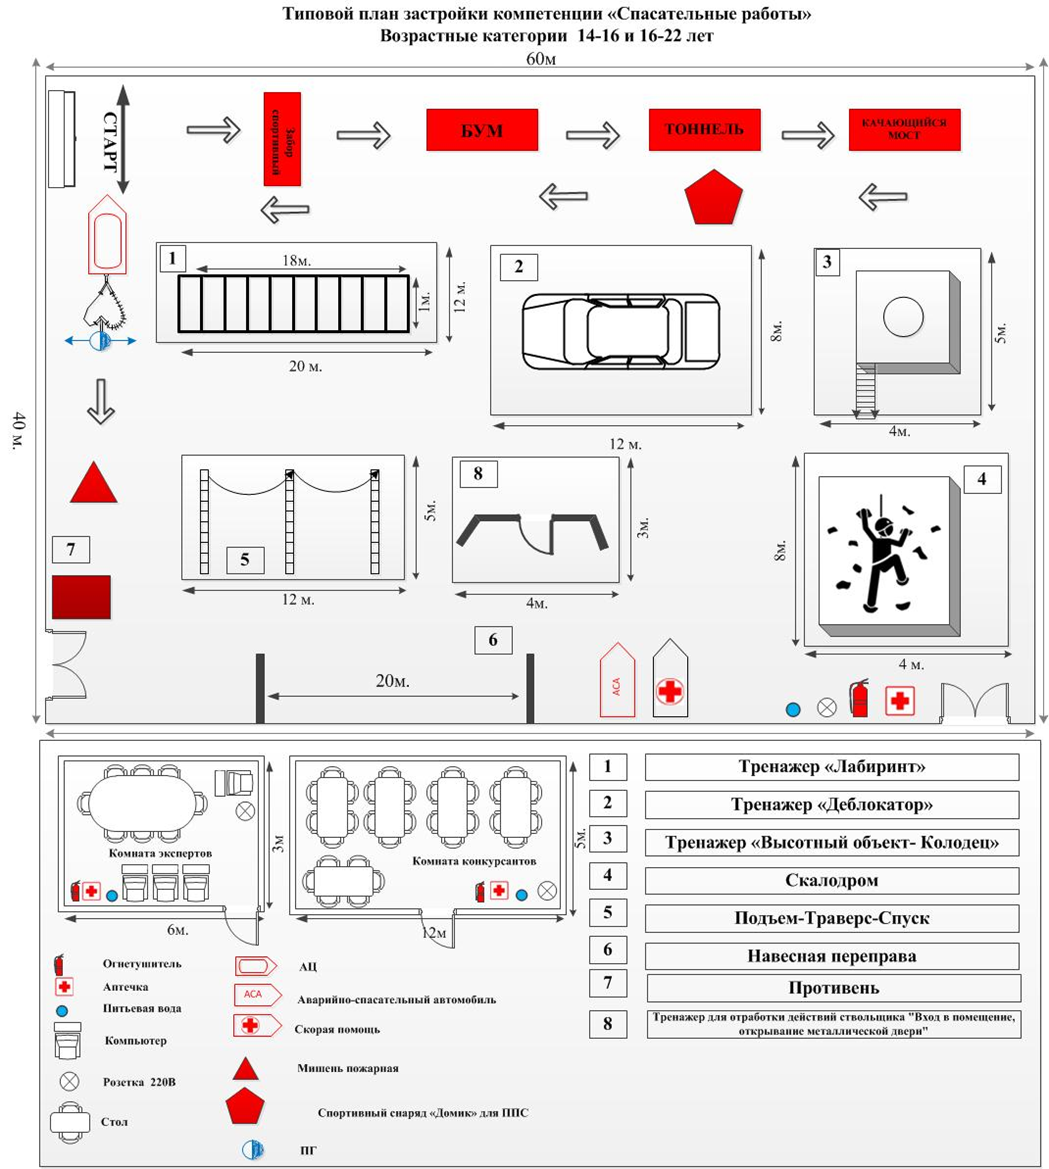 Типовой план застройки компетенции «Спасательные работы»
Возрастные категории 14-16 и 16-22 лет
60м
СТАРТ
Забор
спортивный
БУМ
ТОННЕЛЬ
КАЧАЮЩИЙСЯ
МОСТ
40 м.
1
18м.
1м.
12 м.
20 м.
2
8м.
12 м.
3
5м.
4м.
5
5м.
12 м.
8
3м.
4м.
4
8м.
4 м.
7
6
20м.
АСА
Комната экспертов
3м
6м.
Комната конкурсантов
5м.
12м
1
Тренажер «Лабиринт»
2
Тренажер «Деблокатор»
3
Тренажер «Высотный объект- Колодец»
4
Скалодром
5
Подъем-Траверс-Спуск
6
Навесная переправа
7
Противень
8
Тренажер для отработки действий ствольщика "Вход в помещение,
открывание металлической двери"
Огнетушитель
Аптечка
Питьевая вода
Компьютер
Розетка 220В
Стол
АЦ
АСА
Аварийно-спасательный автомобиль
Скорая помощь
Мишень пожарная
Спортивный снаряд «Домик» для ППС
ПГ